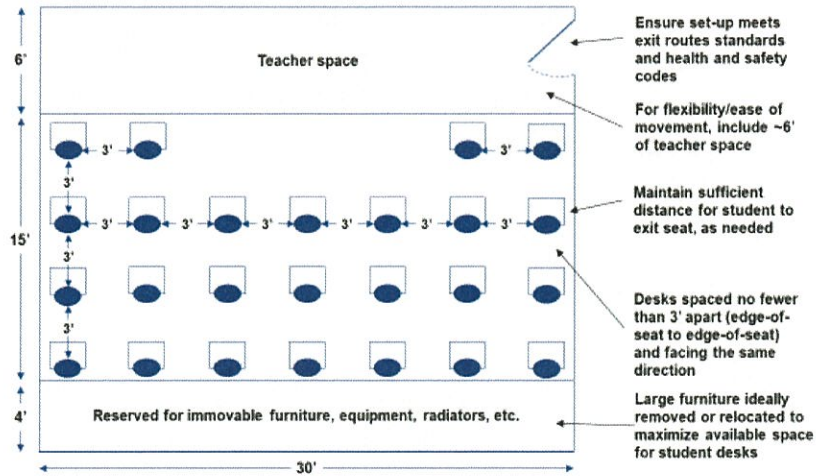 6'
Teacher space
Ensure set-up meets
exit routes standards
and health and safety
codes
For flexibility/ease of
movement, include ~6'
of teacher space
3'
3'
3'
Maintain sufficient
distance for student to
exit seat, as needed
3'
3'
3'
3'
3'
3'
15'
3'
Desks spaced no fewer
than 3' apart (edge-of-
seat to edge-of-seat)
and facing the same
direction
3'
4'
Reserved for immovable furniture, equipment, radiators, etc.
Large furniture ideally
removed or relocated to
maximize available space
for student desks
30'